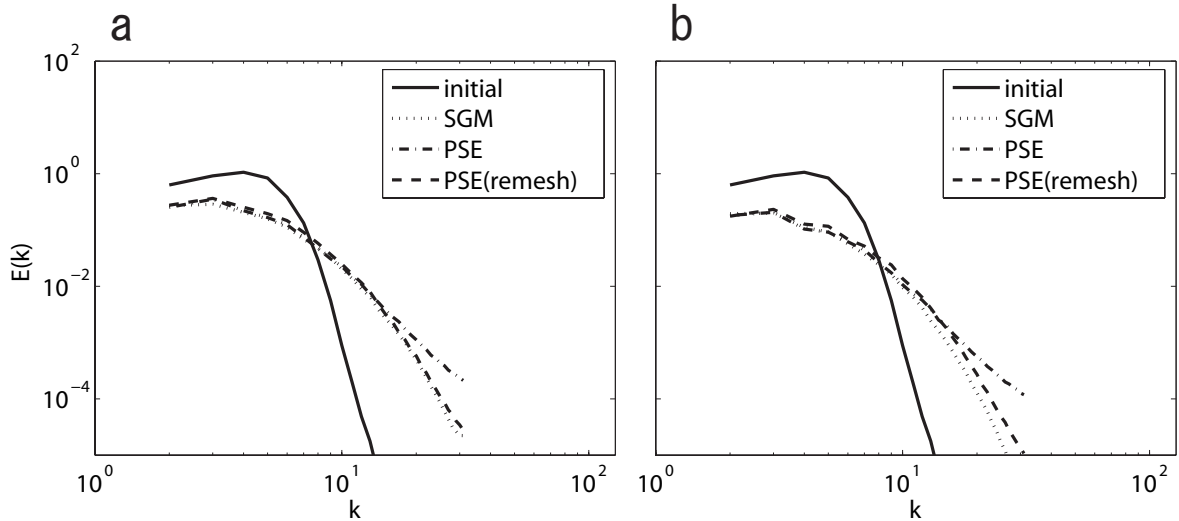 a
10^2
10^0
10^-2
10^-4
E(k)
initial
SGM
PSE
PSE(remesh)
10^0
10^1
10^2
k
b
initial
SGM
PSE
PSE(remesh)
10^0
10^1
10^2
k